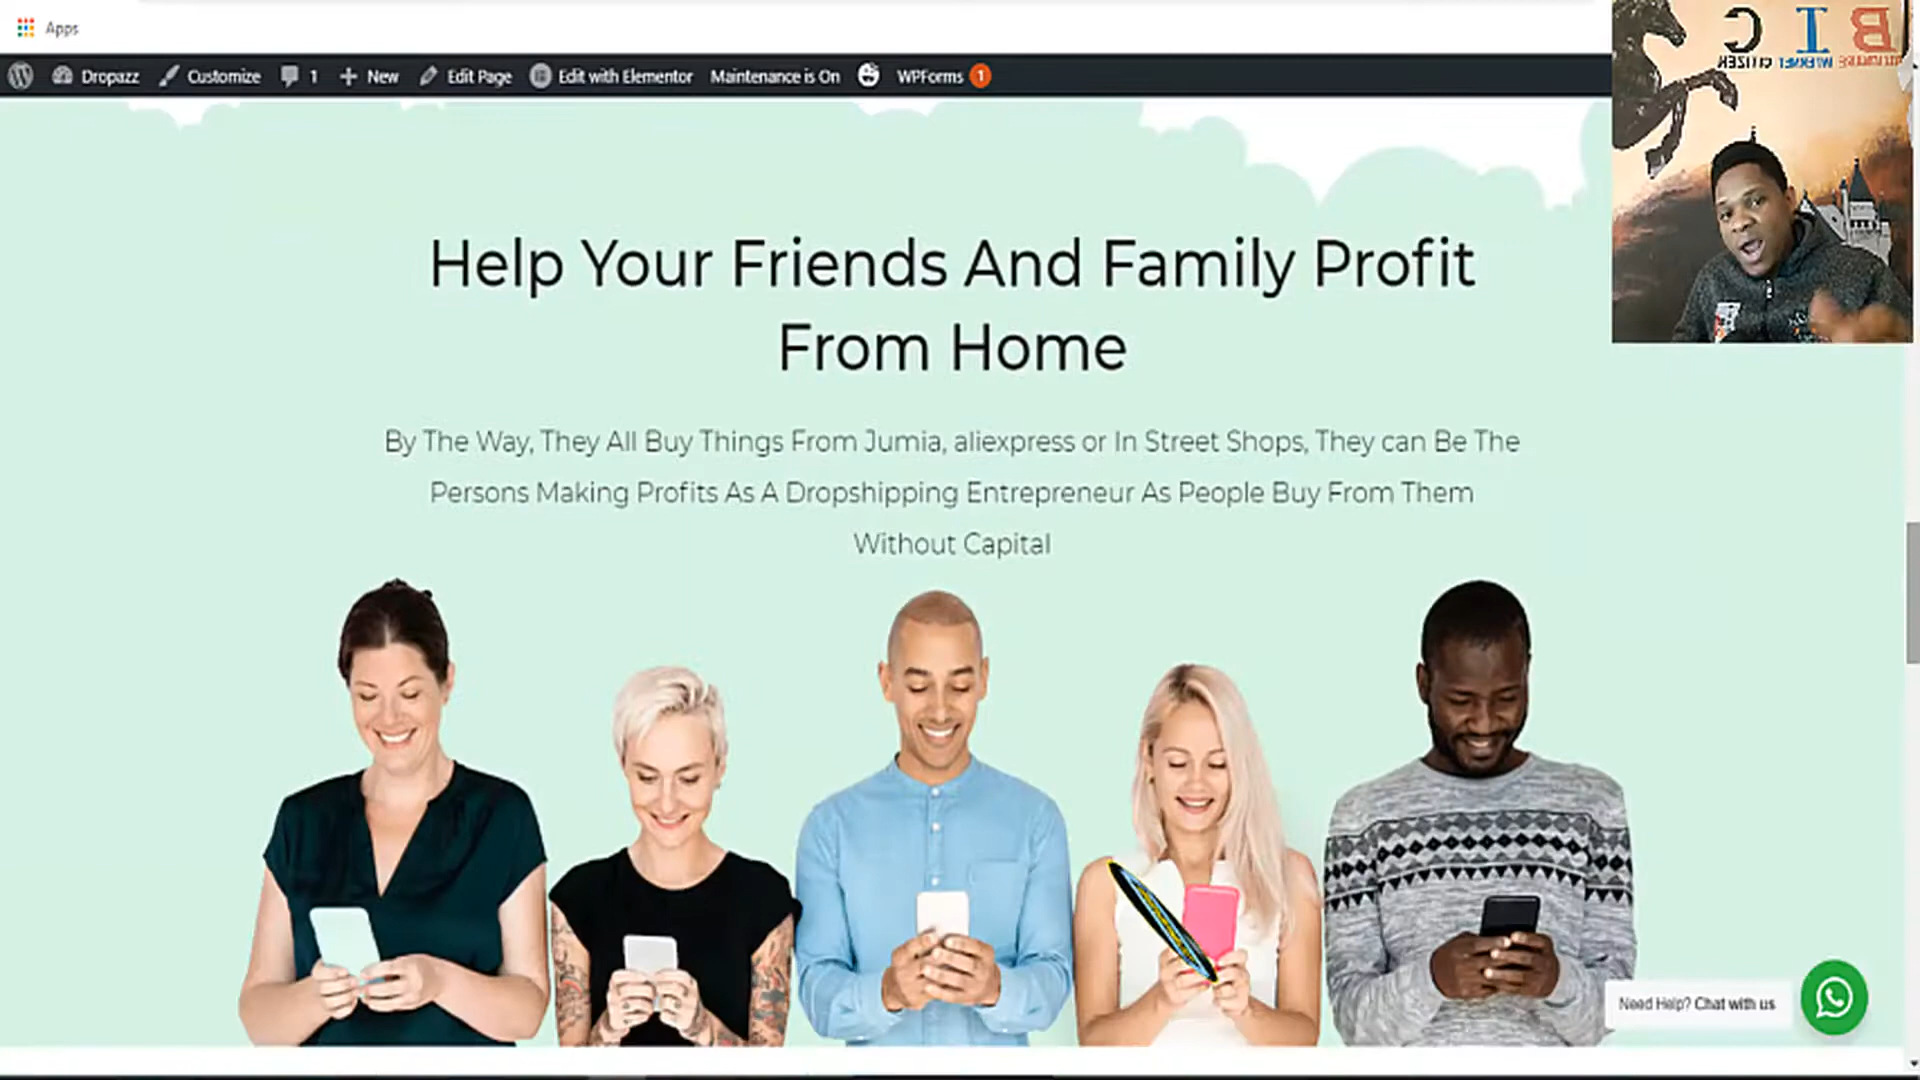 Apps
Dropazz Customize 1 New Edit Page Edit with Elementor Maintenance is On WPForms 1
BIC
INTERNET CITIZEN
Help Your Friends And Family Profit
From Home
By The Way, They All Buy Things From Jumia, aliexpress or In Street Shops, They can Be The
Persons Making Profits As A Dropshipping Entrepreneur As People Buy From Them
Without Capital
Need Help? Chat with us